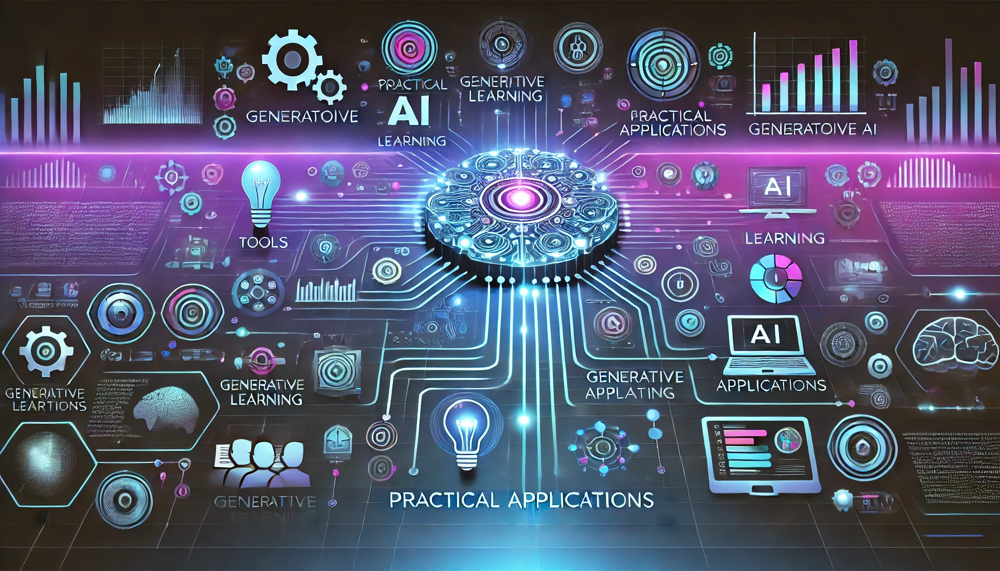 GENERATOIVE
PRACTICAL
AI
LEARNING
GENERITIVE
LEARNING
PRACTICAL
APPLICATIONS
GENERATOIVE AI
TOOLS
AI
LEARNING
GENERATIVE
LEARTIONS
GENERATIVE
LEARNING
GENERATIVE
APPLATING
AI
APPLICATIONS
GENERATIVE
LEARNING
PRACTICAL APPLICATIONS